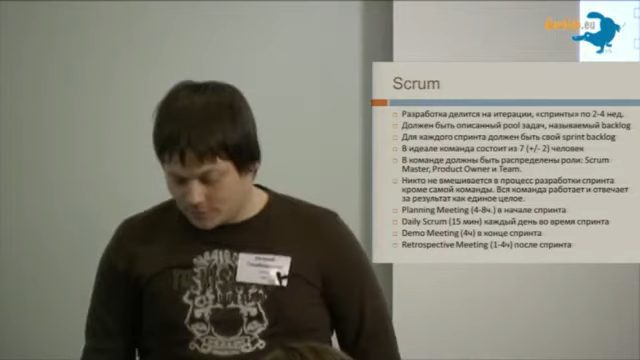 Scrum
Разработка делится на итерации, «спринты» по 2-4 нед.
Должен быть описанный pool задач, называемый backlog
Для каждого спринта должен быть свой sprint backlog
В идеале команда состоит из 7 (+/- 2) человек
В команде должны быть распределены роли: Scrum
Master, Product Owner и Team.
Никто не вмешивается в процесс разработки спринта
кроме самой команды. Вся команда работает и отвечает
за результат как единое целое.
Planning Meeting (4-8ч.) в начале спринта
Daily Scrum (15 мин) каждый день во время спринта
Demo Meeting (4ч) в конце спринта
Retrospective Meeting (1-4ч) после спринта